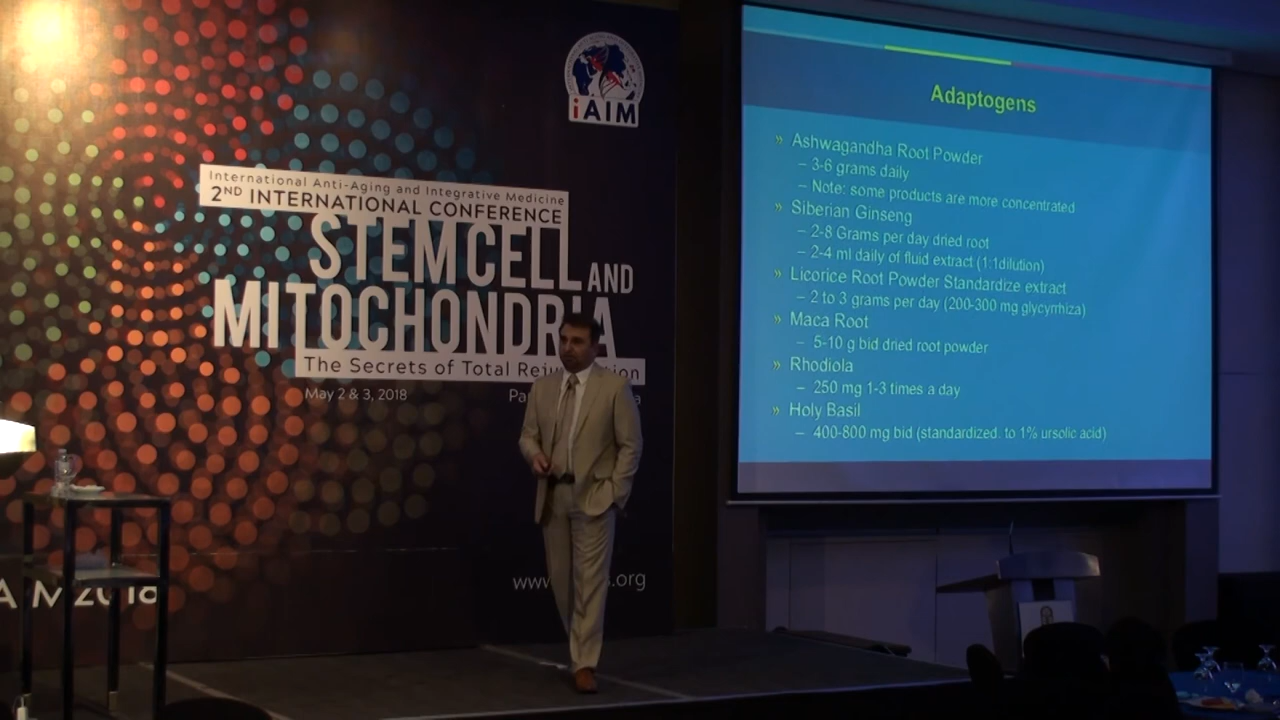 iAIM
International Anti-Aging and Integrative Medicine
2ND INTERNATIONAL CONFERENCE
STEMCELL AND
MITOCHONDRIA
The Secrets of Total
May 2 & 3, 2018
2018
Adaptogens
» Ashwagandha Root Powder
– 3-6 grams daily
– Note: some products are more concentrated
» Siberian Ginseng
– 2-8 Grams per day dried root
– 2-4 ml daily of fluid extract (1:1dilution)
» Licorice Root Powder Standardize extract
– 2 to 3 grams per day (200-300 mg glycyrrhiza)
» Maca Root
– 5-10 g bid dried root powder
» Rhodiola
– 250 mg 1-3 times a day
» Holy Basil
– 400-800 mg bid (standardized. to 1% ursolic acid)